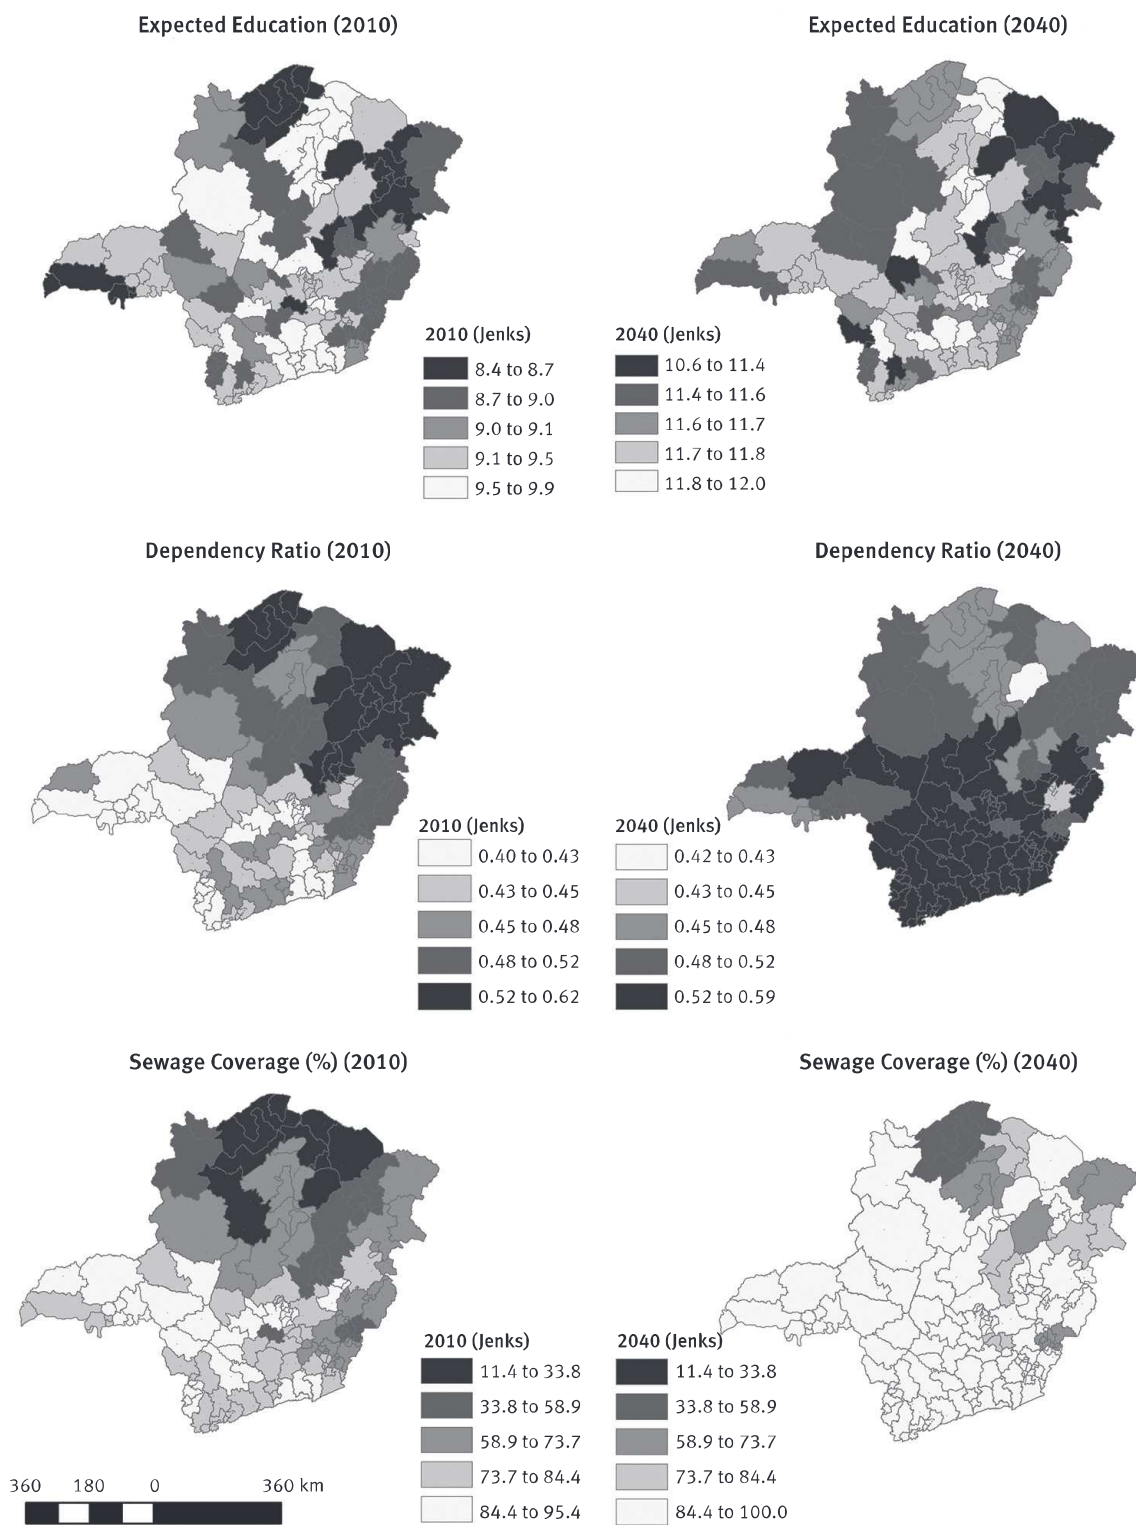 Expected Education (2010)
Expected Education (2040)
2010 (Jenks)
8.4 to 8.7
8.7 to 9.0
9.0 to 9.1
9.1 to 9.5
9.5 to 9.9
2040 (Jenks)
10.6 to 11.4
11.4 to 11.6
11.6 to 11.7
11.7 to 11.8
11.8 to 12.0
Dependency Ratio (2010)
Dependency Ratio (2040)
2010 (Jenks)
0.40 to 0.43
0.43 to 0.45
0.45 to 0.48
0.48 to 0.52
0.52 to 0.62
2040 (Jenks)
0.42 to 0.43
0.43 to 0.45
0.45 to 0.48
0.48 to 0.52
0.52 to 0.59
Sewage Coverage (%) (2010)
Sewage Coverage (%) (2040)
2010 (Jenks)
11.4 to 33.8
33.8 to 58.9
58.9 to 73.7
73.7 to 84.4
84.4 to 95.4
2040 (Jenks)
11.4 to 33.8
33.8 to 58.9
58.9 to 73.7
73.7 to 84.4
84.4 to 100.0
360 180 0 360 km